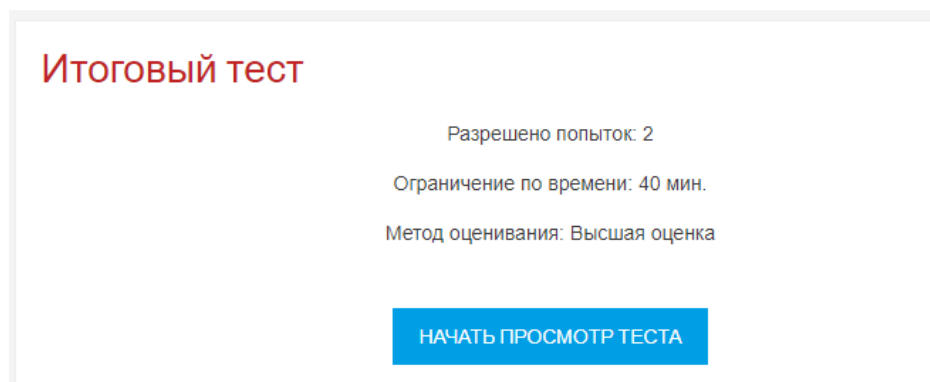 Итоговый тест
Разрешено попыток: 2
Ограничение по времени: 40 мин.
Метод оценивания: Высшая оценка
НАЧАТЬ ПРОСМОТР ТЕСТА